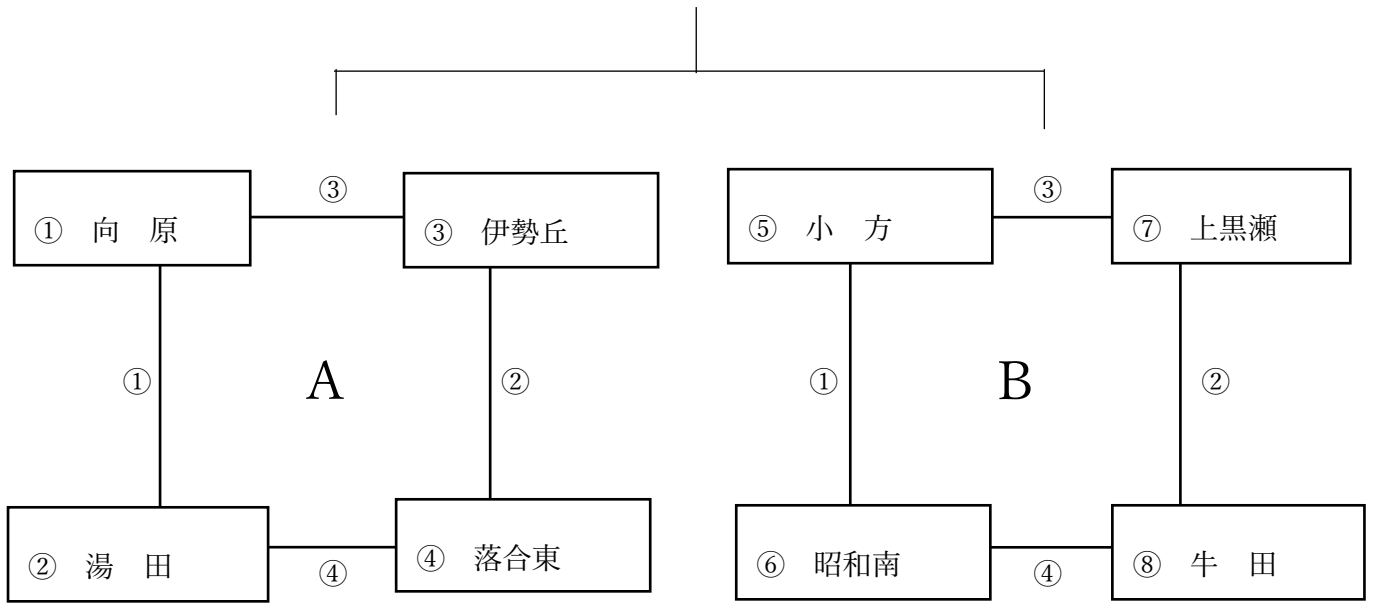 ③
③
① 向　原
③ 伊勢丘
⑤ 小　方
⑦ 上黒瀬
①
A
②
①
B
②
② 湯　田
④
④ 落合東
⑥ 昭和南
④
⑧ 牛　田